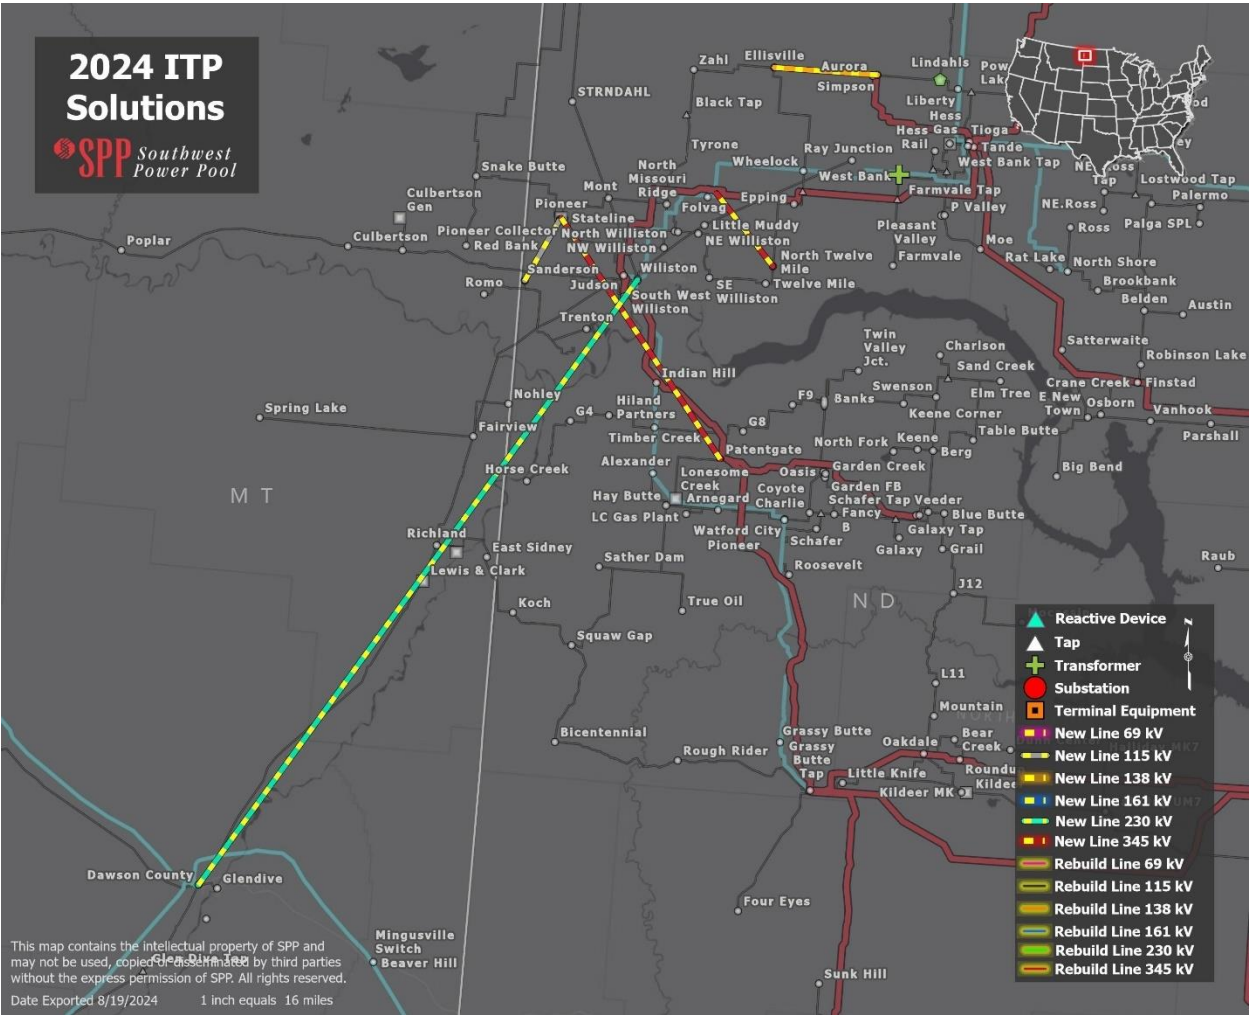 2024 ITP
Solutions
SPP Southwest
Power Pool
Zahl
Ellisville
Aurora
Simpson
Lindahls
Pow
Lak
STRNDAHL
Black Tap
Liberty
Hess
Hess Gas
Rail
Tioga
Tande
West Bank Tap
Tyrone
Wheelock
Ray Junction
West Bank
Farmvale Tap
NE.Ross
Tap
Lostwood Tap
Palermo
Snake Butte
Culbertson
Gen
North
Missouri
Ridge
Mont
Pioneer
Stateline
Folvag
Epping
P Valley
NE.Ross
Ross
Palga SPL
Poplar
Culbertson
Pioneer Collector
Red Bank
North Williston
NW Williston
Little Muddy
NE Williston
Pleasant
Valley
Farmvale
Moe
Rat Lake
North Shore
Romo
Sanderson
Judson
Wiliston
South West
Wiliston
SE
Williston
North Twelve
Mile
Twelve Mile
Brookbank
Belden
Austin
Trenton
Twin
Valley
Jct.
Charlson
Sand Creek
Satterwaite
Robinson Lake
Indian Hill
Crane Creek
Finstad
Spring Lake
Nohley
Fairview
G4
Hiland
Partners
Timber Creek
F9
Banks
Swenson
Elm Tree
Keene Corner
E New
Town
Osborn
Vanhook
Parshall
G8
Patentgate
North Fork
Keene
Berg
Table Butte
Big Bend
MT
Horse Creek
Alexander
Lonesome
Creek
Oasis
Garden Creek
Garden FB
Hay Butte
Arnegard
Coyote
Charlie
Schafer Tap
Veeder
Fancy
B
Blue Butte
LC Gas Plant
Watford City
Pioneer
Schafer
Galaxy Tap
Galaxy
Grail
Richland
East Sidney
Sather Dam
Roosevelt
Raub
Lewis & Clark
Koch
True Oil
J12
ND
Squaw Gap
L11
Mountain
Bicentennial
Rough Rider
Grassy Butte
Grassy
Butte
Tap
Oakdale
Bear
Creek
Little Knife
Roundu
Kildeer MK
Kildee
Dawson County
Glendive
Four Eyes
Glen Dive Tap
Mingusville
Switch
Beaver Hill
Sunk Hill
Reactive Device
Tap
Transformer
Substation
Terminal Equipment
New Line 69 kV
New Line 115 kV
New Line 138 kV
New Line 161 kV
New Line 230 kV
New Line 345 kV
Rebuild Line 69 kV
Rebuild Line 115 kV
Rebuild Line 138 kV
Rebuild Line 161 kV
Rebuild Line 230 kV
Rebuild Line 345 kV
N
This map contains the intellectual property of SPP and
may not be used, copied or disseminated by third parties
without the express permission of SPP. All rights reserved.
Date Exported 8/19/2024 1 inch equals 16 miles